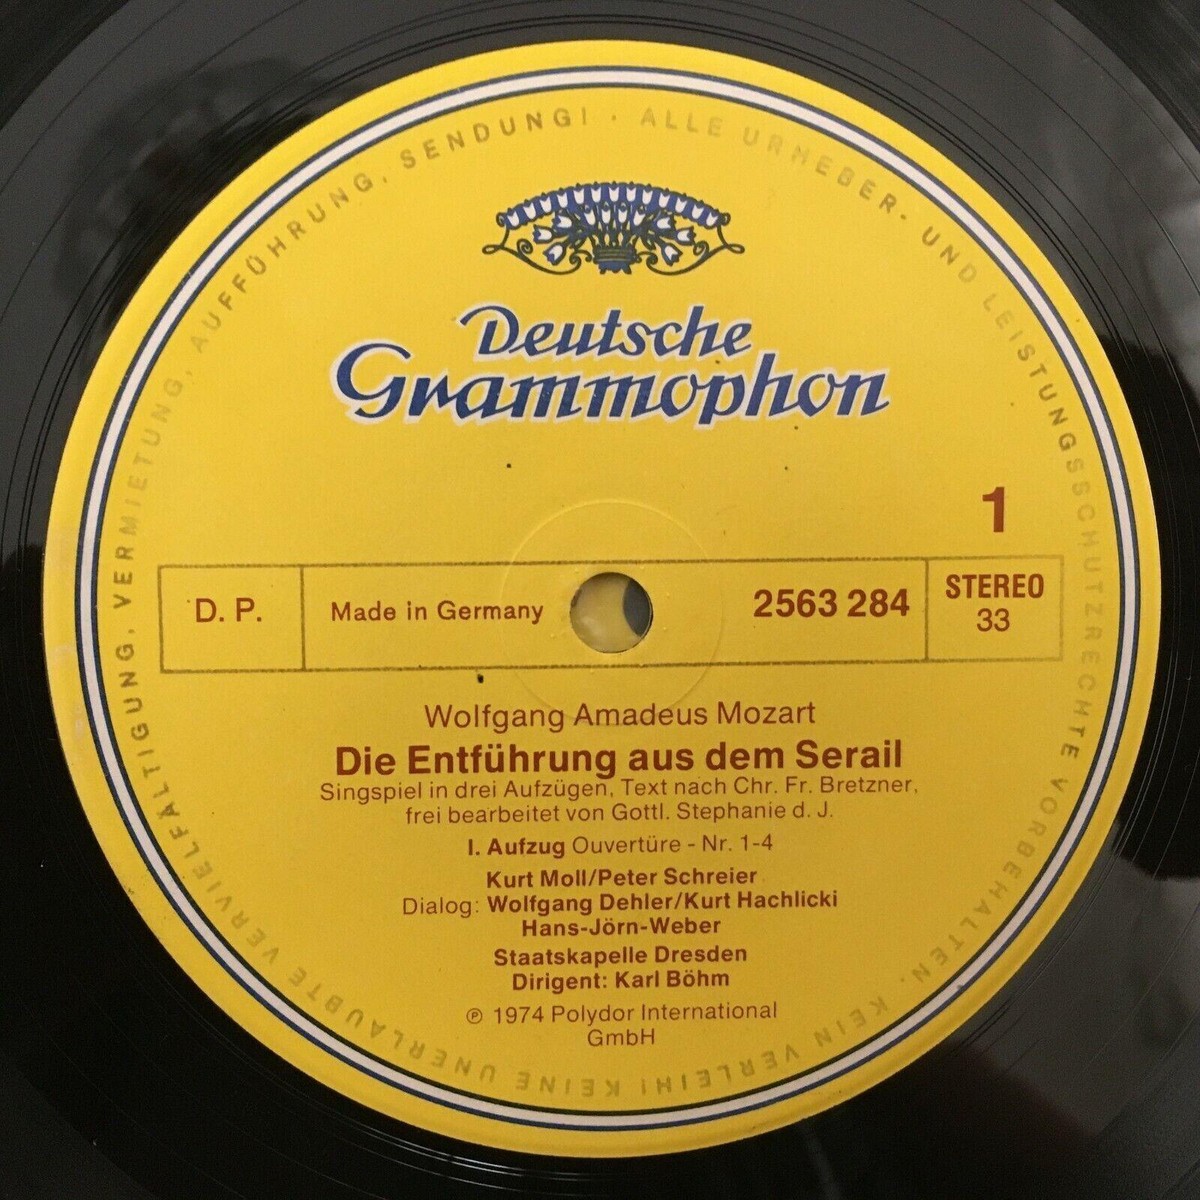 Deutsche
Grammophon
1
D. P.
Made in Germany
2563 284
STEREO
33
Wolfgang Amadeus Mozart
Die Entführung aus dem Serail
Singspiel in drei Aufzügen, Text nach Chr. Fr. Bretzner,
frei bearbeitet von Gottl. Stephanie d. J.
I. Aufzug Ouvertüre - Nr. 1-4
Kurt Moll/Peter Schreier
Dialog: Wolfgang Dehler/Kurt Hachlicki
Hans-Jörn-Weber
Staatskapelle Dresden
Dirigent: Karl Böhm
℗ 1974 Polydor International
GmbH
ALLE URHEBER- UND LEISTUNGSSCHUTZRECHTE VORBEHALTEN. KEIN VERLEIH! KEINE UNERLAUBTE VERVIELFÄLTIGUNG, VERMIETUNG, AUFFÜHRUNG, SENDUNG! ·